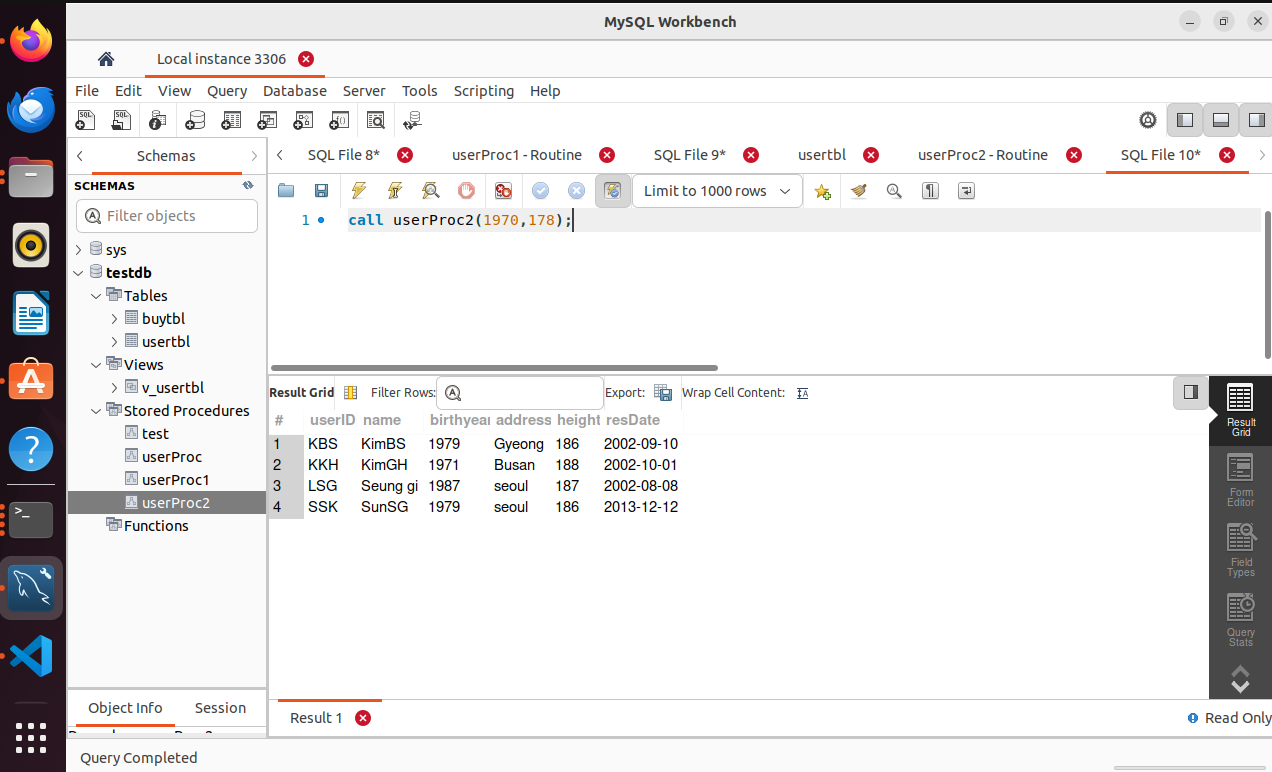 MySQL Workbench
Local instance 3306
File Edit View Query Database Server Tools Scripting Help
Schemas
SQL File 8* userProc1 - Routine SQL File 9* usertbl userProc2 - Routine SQL File 10*
SCHEMAS
Filter objects
Limit to 1000 rows
1 call userProc2(1970,178);
sys
testdb
Tables
buytbl
usertbl
Views
v_usertbl
Stored Procedures
test
userProc
userProc1
userProc2
Functions
Result Grid Filter Rows: Export: Wrap Cell Content:
# userID name birthyear address height resDate
1 KBS KimBS 1979 Gyeong 186 2002-09-10
2 KKH KimGH 1971 Busan 188 2002-10-01
3 LSG Seung gi 1987 seoul 187 2002-08-08
4 SSK SunSG 1979 seoul 186 2013-12-12
Result
Grid
Form
Editor
Field
Types
Query
Stats
Object Info Session
Result 1
Read Only
Query Completed